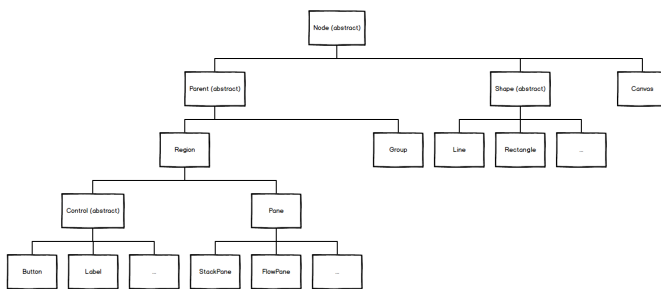 Node (abstract)
Parent (abstract)
Shape (abstract)
Canvas
Region
Group
Line
Rectangle
...
Control (abstract)
Pane
Button
Label
...
StackPane
FlowPane
...